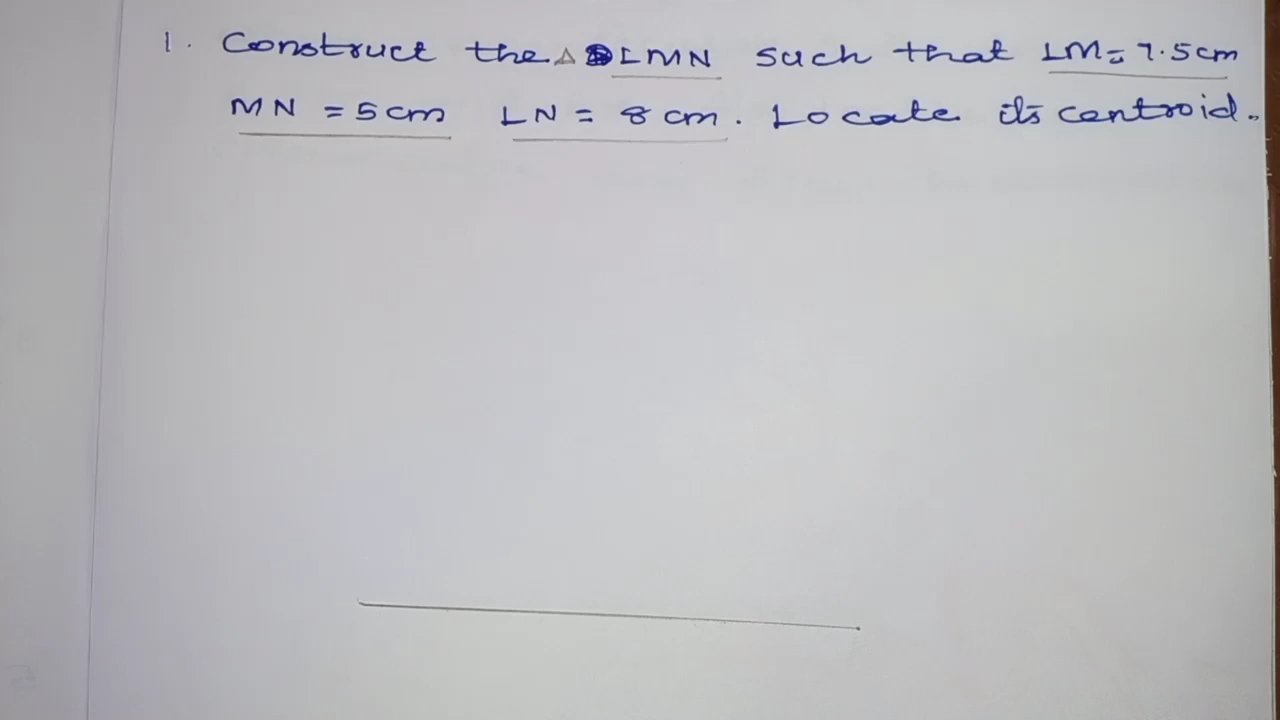 1. Construct the △ LMN such that LM = 7.5cm
MN = 5cm LN = 8 cm. Locate its centroid.